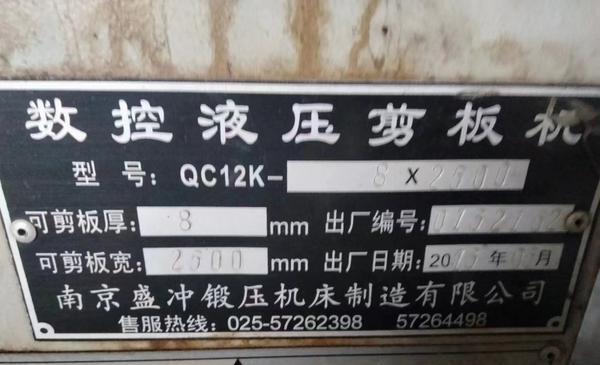 数控液压剪板机
型号: QC12K- 8 X 2500
可剪板厚: 8 mm 出厂编号:
可剪板宽: 2500 mm 出厂日期: 20 年 月
南京盛冲锻压机床制造有限公司
售服热线: 025-57262398 57264498